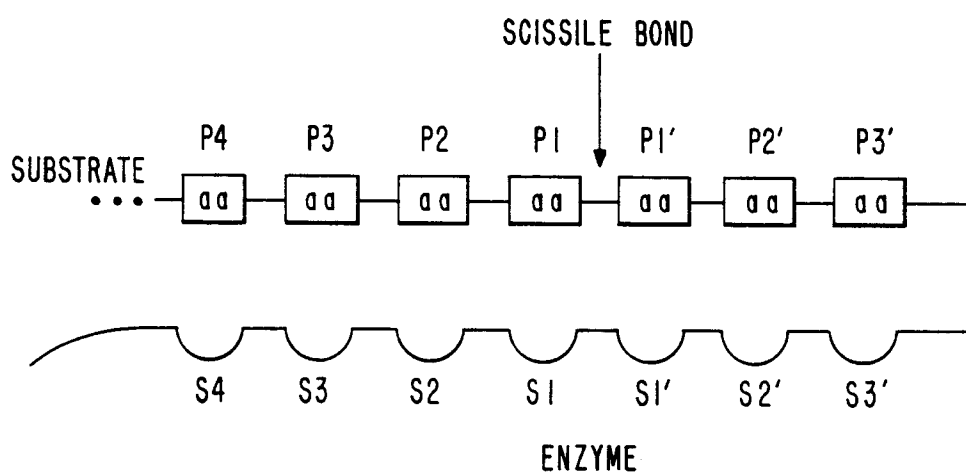 SCISSILE BOND
P4 P3 P2 P1 P1' P2' P3'
SUBSTRATE
aa aa aa aa aa aa aa
S4 S3 S2 S1 S1' S2' S3'
ENZYME